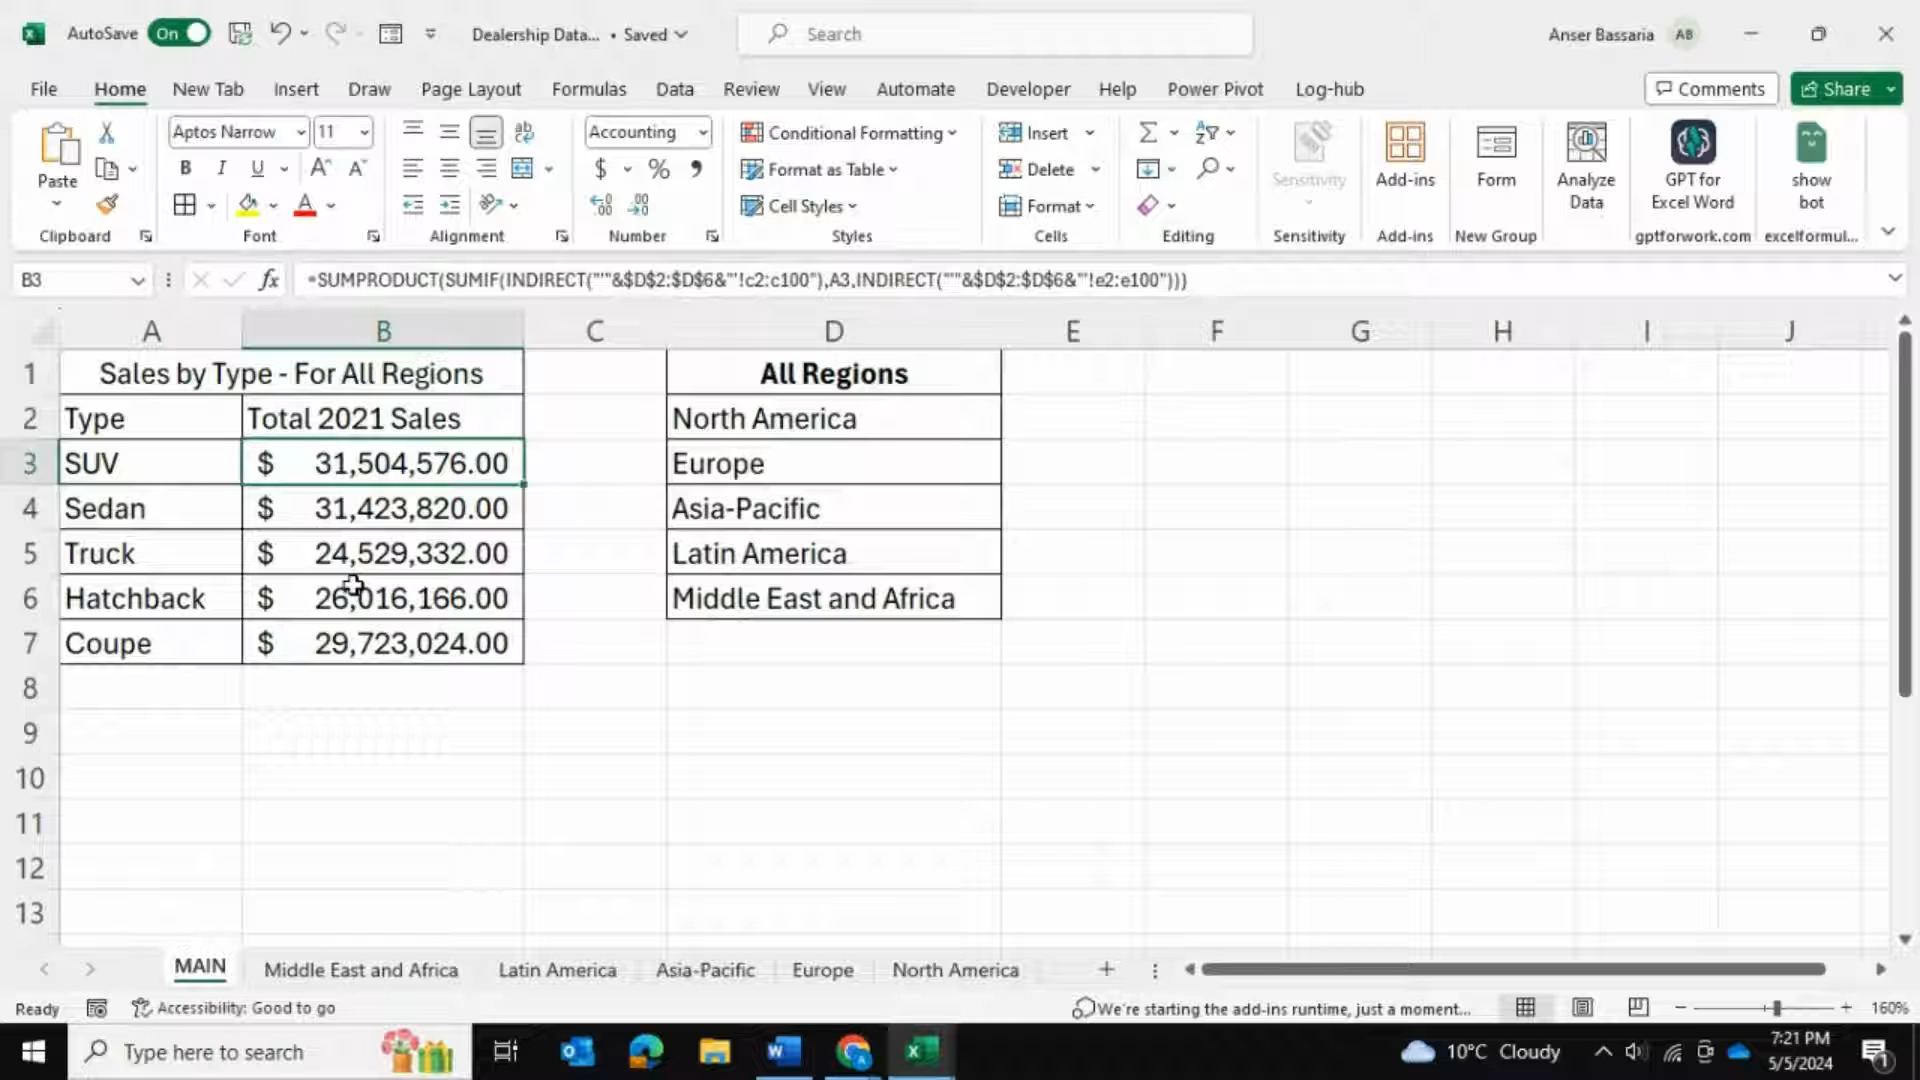 AutoSave On Dealership Data... • Saved Search Anser Bassaria AB
File Home New Tab Insert Draw Page Layout Formulas Data Review View Automate Developer Help Power Pivot Log-hub Comments Share
Paste Aptos Narrow 11 Accounting Conditional Formatting Insert
B I U A A $ % Format as Table Delete Sensitivity Add-ins Form Analyze Data GPT for Excel Word show bot
A Cell Styles Format
Clipboard Font Alignment Number Styles Cells Editing Sensitivity Add-ins New Group gptforwork.com excelformul...
B3 fx =SUMPRODUCT(SUMIF(INDIRECT("'"&$D$2:$D$6&"'!c2:c100"),A3,INDIRECT("'"&$D$2:$D$6&"'!e2:e100")))
A B C D E F G H I J
1 Sales by Type - For All Regions All Regions
2 Type Total 2021 Sales North America
3 SUV $ 31,504,576.00 Europe
4 Sedan $ 31,423,820.00 Asia-Pacific
5 Truck $ 24,529,332.00 Latin America
6 Hatchback $ 26,016,166.00 Middle East and Africa
7 Coupe $ 29,723,024.00
8
9
10
11
12
13
MAIN Middle East and Africa Latin America Asia-Pacific Europe North America
Ready Accessibility: Good to go We're starting the add-ins runtime, just a moment... 160%
Type here to search 10°C Cloudy 7:21 PM
5/5/2024 1